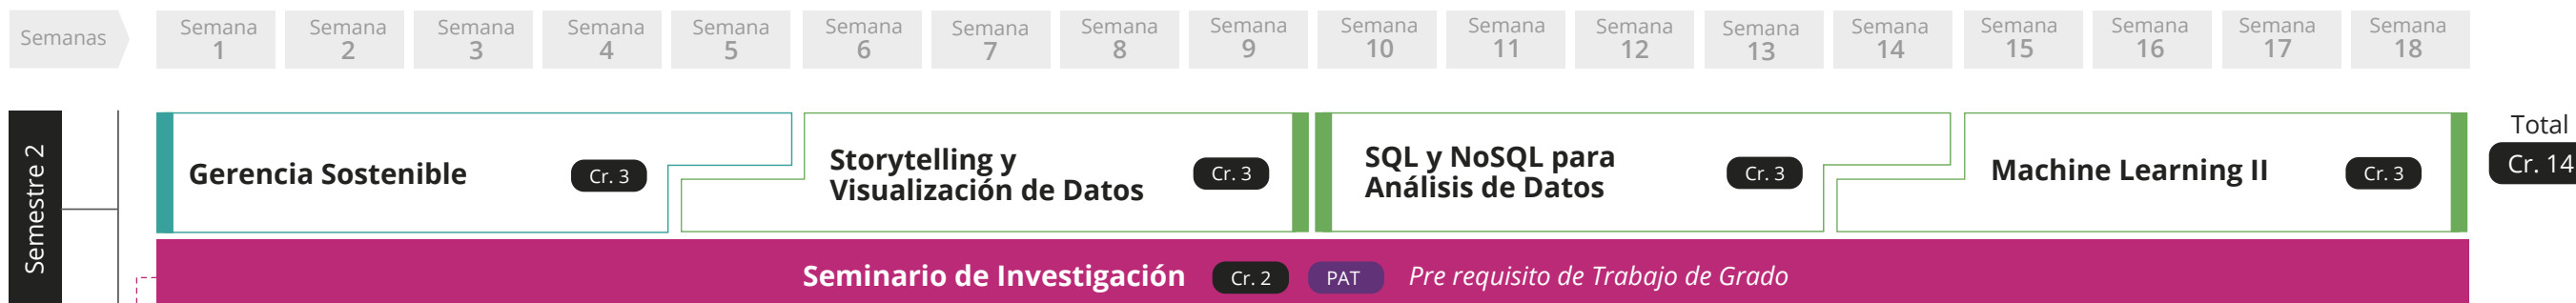 Semanas
Semana 1
Semana 2
Semana 3
Semana 4
Semana 5
Semana 6
Semana 7
Semana 8
Semana 9
Semana 10
Semana 11
Semana 12
Semana 13
Semana 14
Semana 15
Semana 16
Semana 17
Semana 18
Semestre 2
Gerencia Sostenible
Cr. 3
Storytelling y
Visualización de Datos
Cr. 3
SQL y NoSQL para
Análisis de Datos
Cr. 3
Machine Learning II
Cr. 3
Total
Cr. 14
Seminario de Investigación
Cr. 2
PAT
Pre requisito de Trabajo de Grado